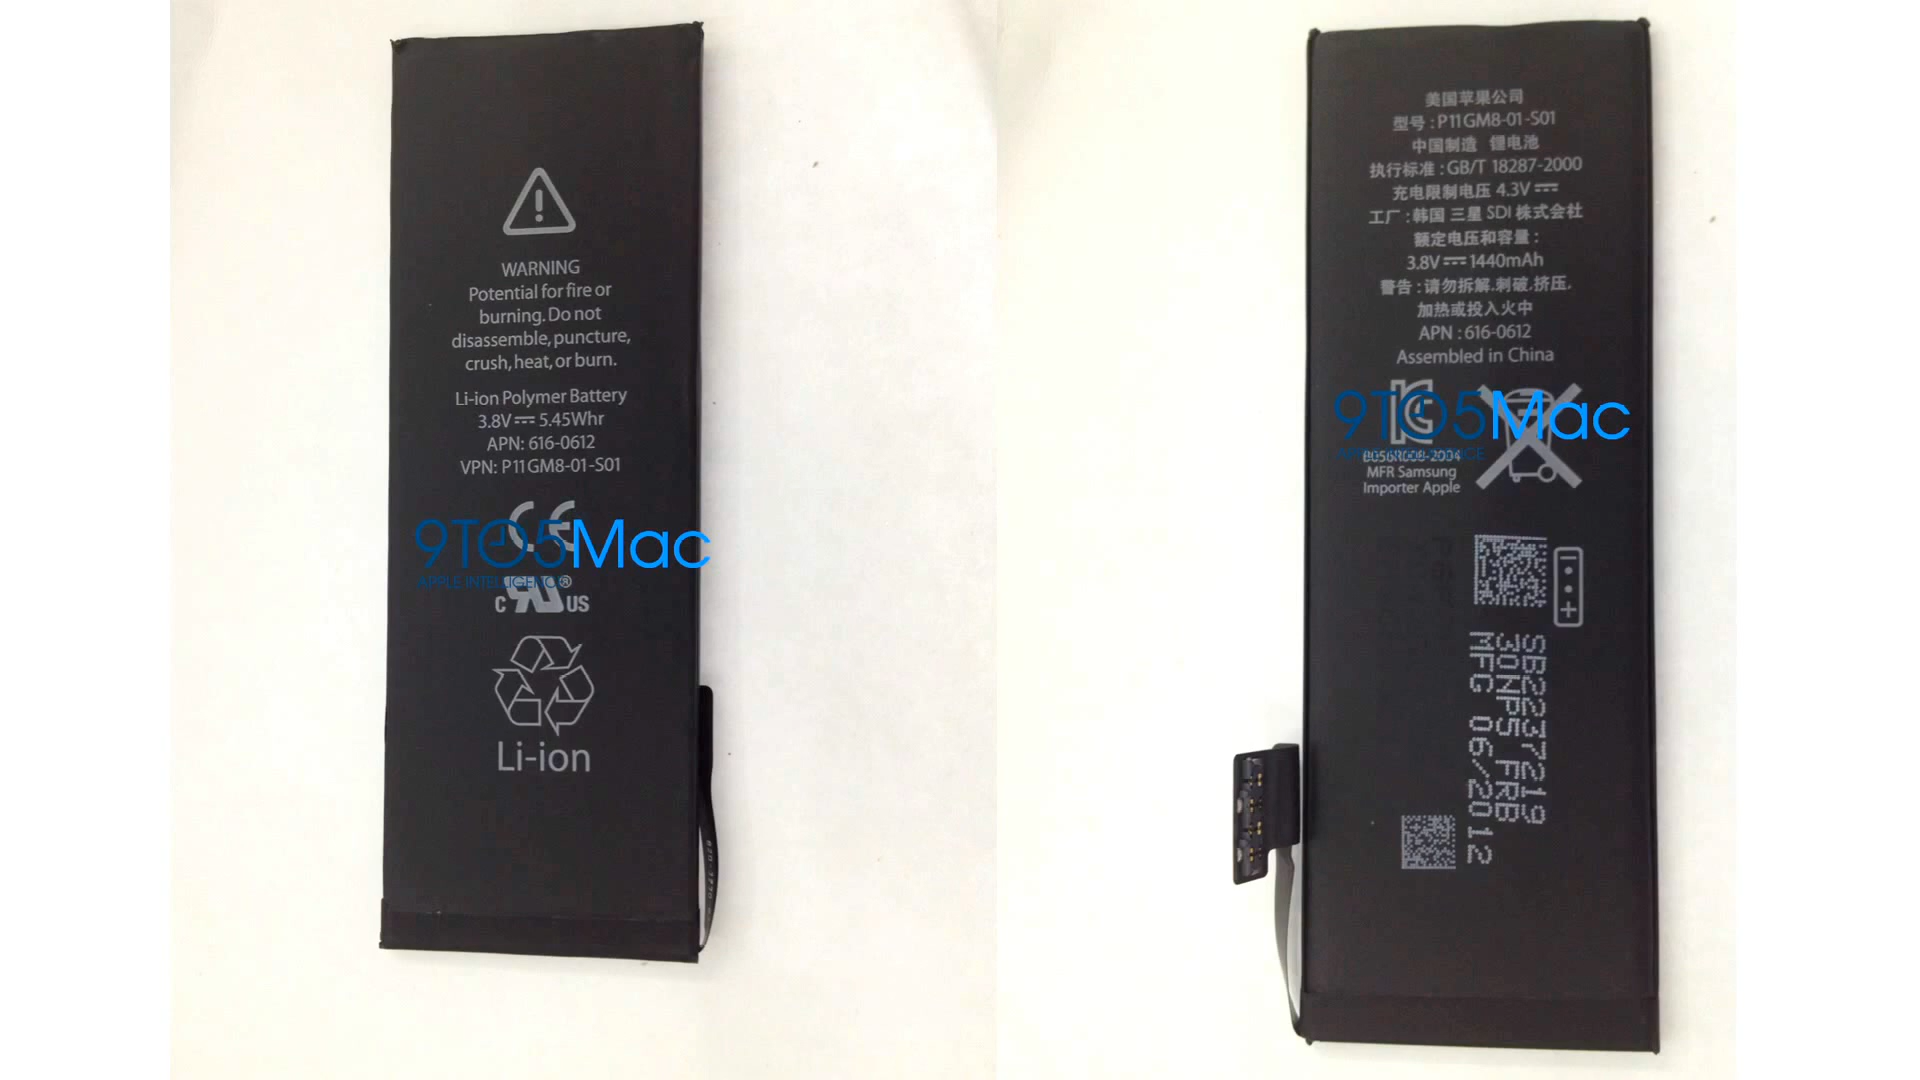 WARNING
Potential for fire or
burning. Do not
disassemble, puncture,
crush, heat, or burn.
Li-ion Polymer Battery
3.8V 5.45Whr
APN: 616-0612
VPN: P11GM8-01-S01
CE
9TO5Mac
APPLE INTELLIGENCE
C US
Li-ion
美国苹果公司
型号:P11GM8-01-S01
中国制造 锂电池
执行标准:GB/T 18287-2000
充电限制电压 4.3V
工厂:韩国 三星 SDI 株式会社
额定电压和容量:
3.8V 1440mAh
警告:请勿拆解.刺破.挤压.
加热或投入火中
APN:616-0612
Assembled in China
9TO5Mac
MFR Samsung
Importer Apple
SB2237219
30NP5 FRB
MFG 06/2012